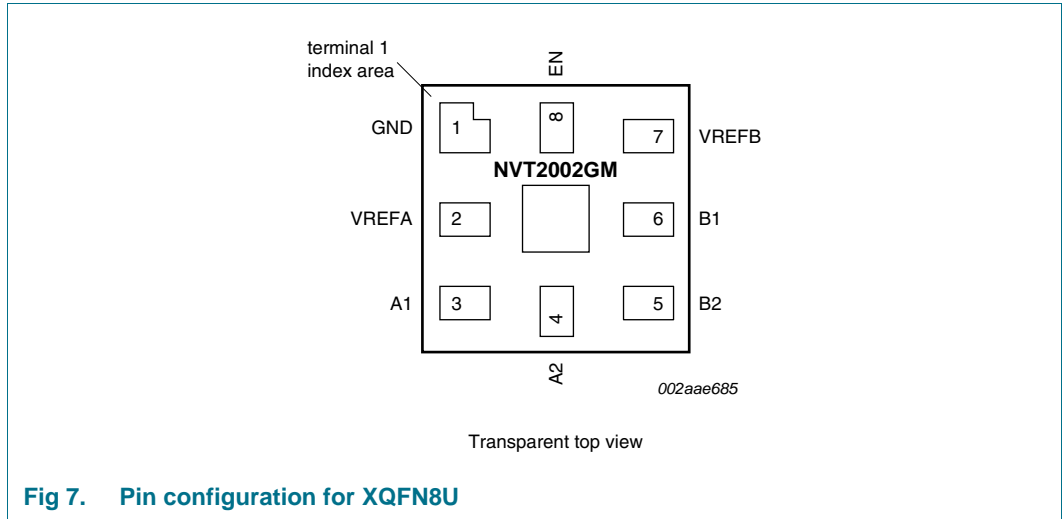 terminal 1
index area
EN
GND
1
8
7
VREFB
NVT2002GM
VREFA
2
6
B1
A1
3
4
5
B2
A2
002aae685
Transparent top view
Fig 7. Pin configuration for XQFN8U